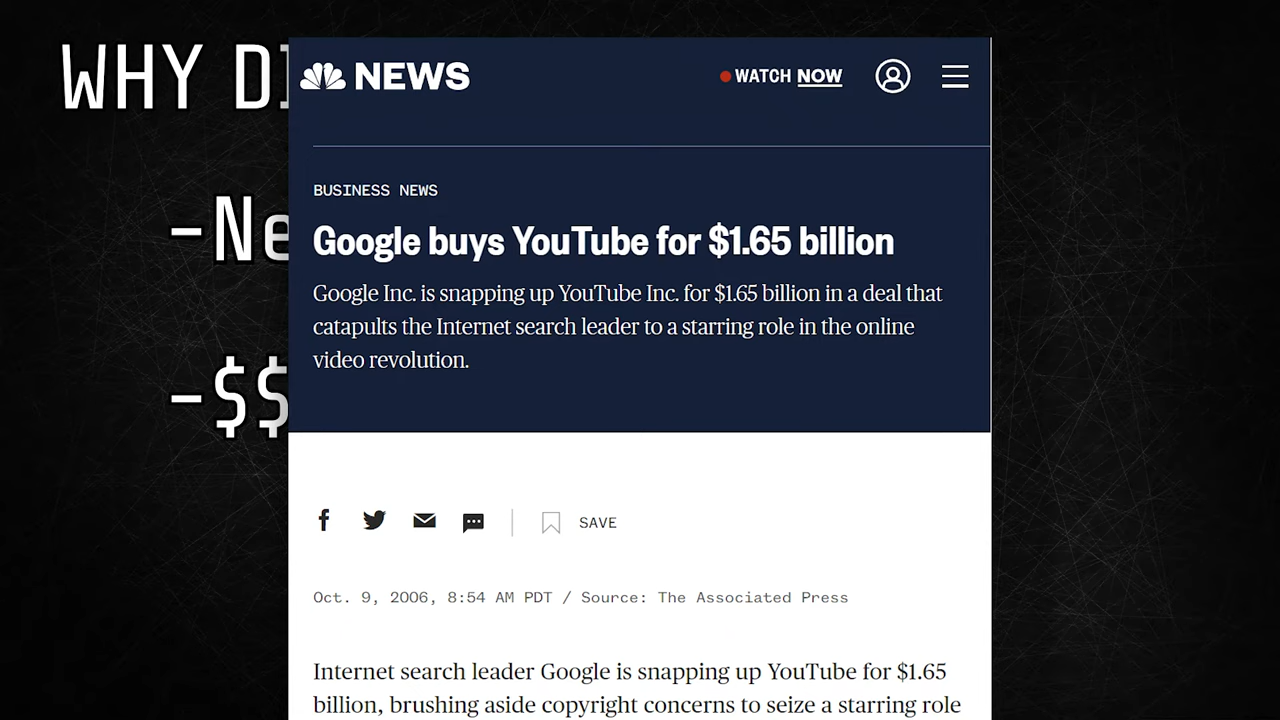 WHY D
-Ne
-$$
NEWS
WATCH NOW
BUSINESS NEWS
Google buys YouTube for $1.65 billion
Google Inc. is snapping up YouTube Inc. for $1.65 billion in a deal that
catapults the Internet search leader to a starring role in the online
video revolution.
SAVE
Oct. 9, 2006, 8:54 AM PDT / Source: The Associated Press
Internet search leader Google is snapping up YouTube for $1.65
billion, brushing aside copyright concerns to seize a starring role